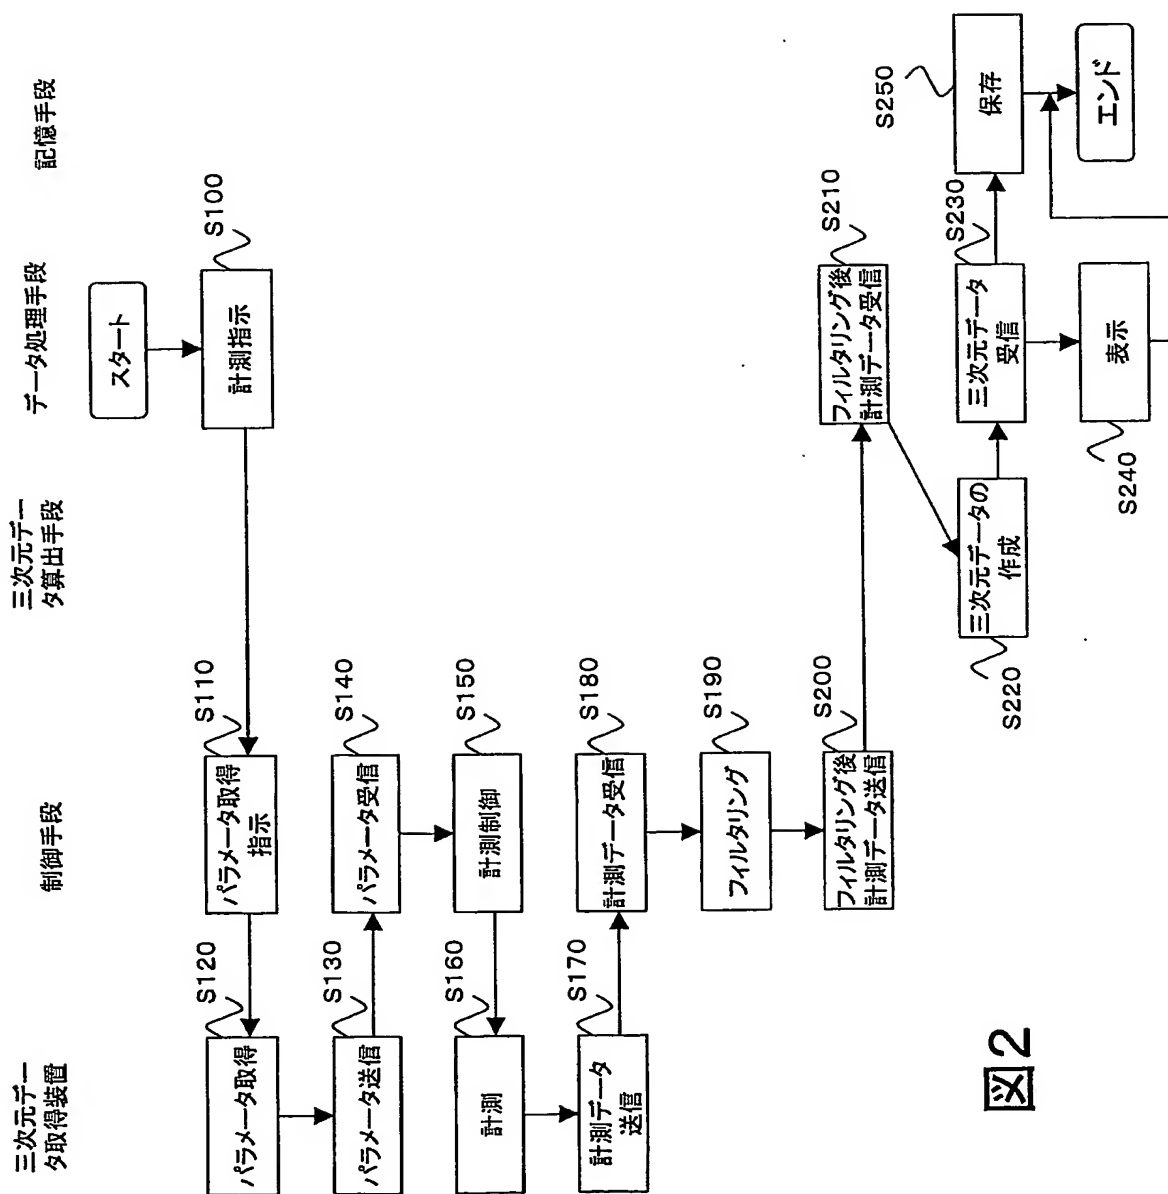 三次元デー
タ取得装置
制御手段
三次元デー
タ算出手段
データ処理手段
記憶手段
スタート
S100
計測指示
S110
パラメータ取得
指示
S120
パラメータ取得
S130
パラメータ送信
S140
パラメータ受信
S150
計測制御
S160
計測
S170
計測データ
送信
S180
計測データ受信
S190
フィルタリング
S200
フィルタリング後
計測データ送信
S210
フィルタリング後
計測データ受信
S220
三次元データの
作成
S230
三次元データ
受信
S240
表示
S250
保存
エンド
図2